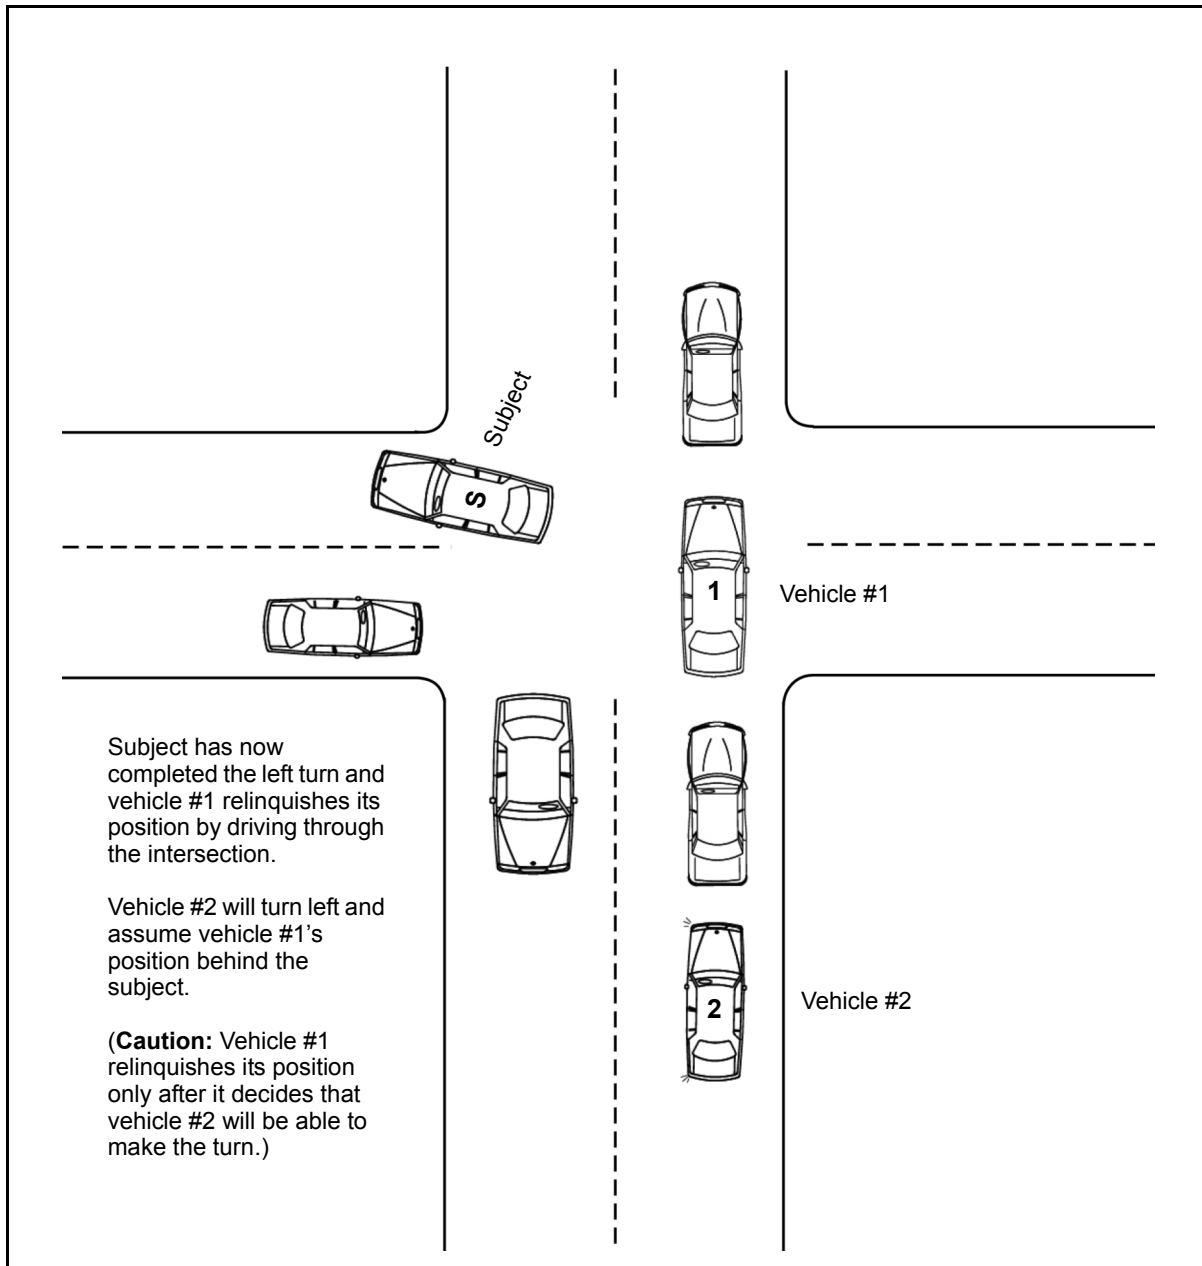 Subject
S
1
Vehicle #1
Subject has now
completed the left turn and
vehicle #1 relinquishes its
position by driving through
the intersection.
Vehicle #2 will turn left and
assume vehicle #1’s
position behind the
subject.
(Caution: Vehicle #1
relinquishes its position
only after it decides that
vehicle #2 will be able to
make the turn.)
2
Vehicle #2